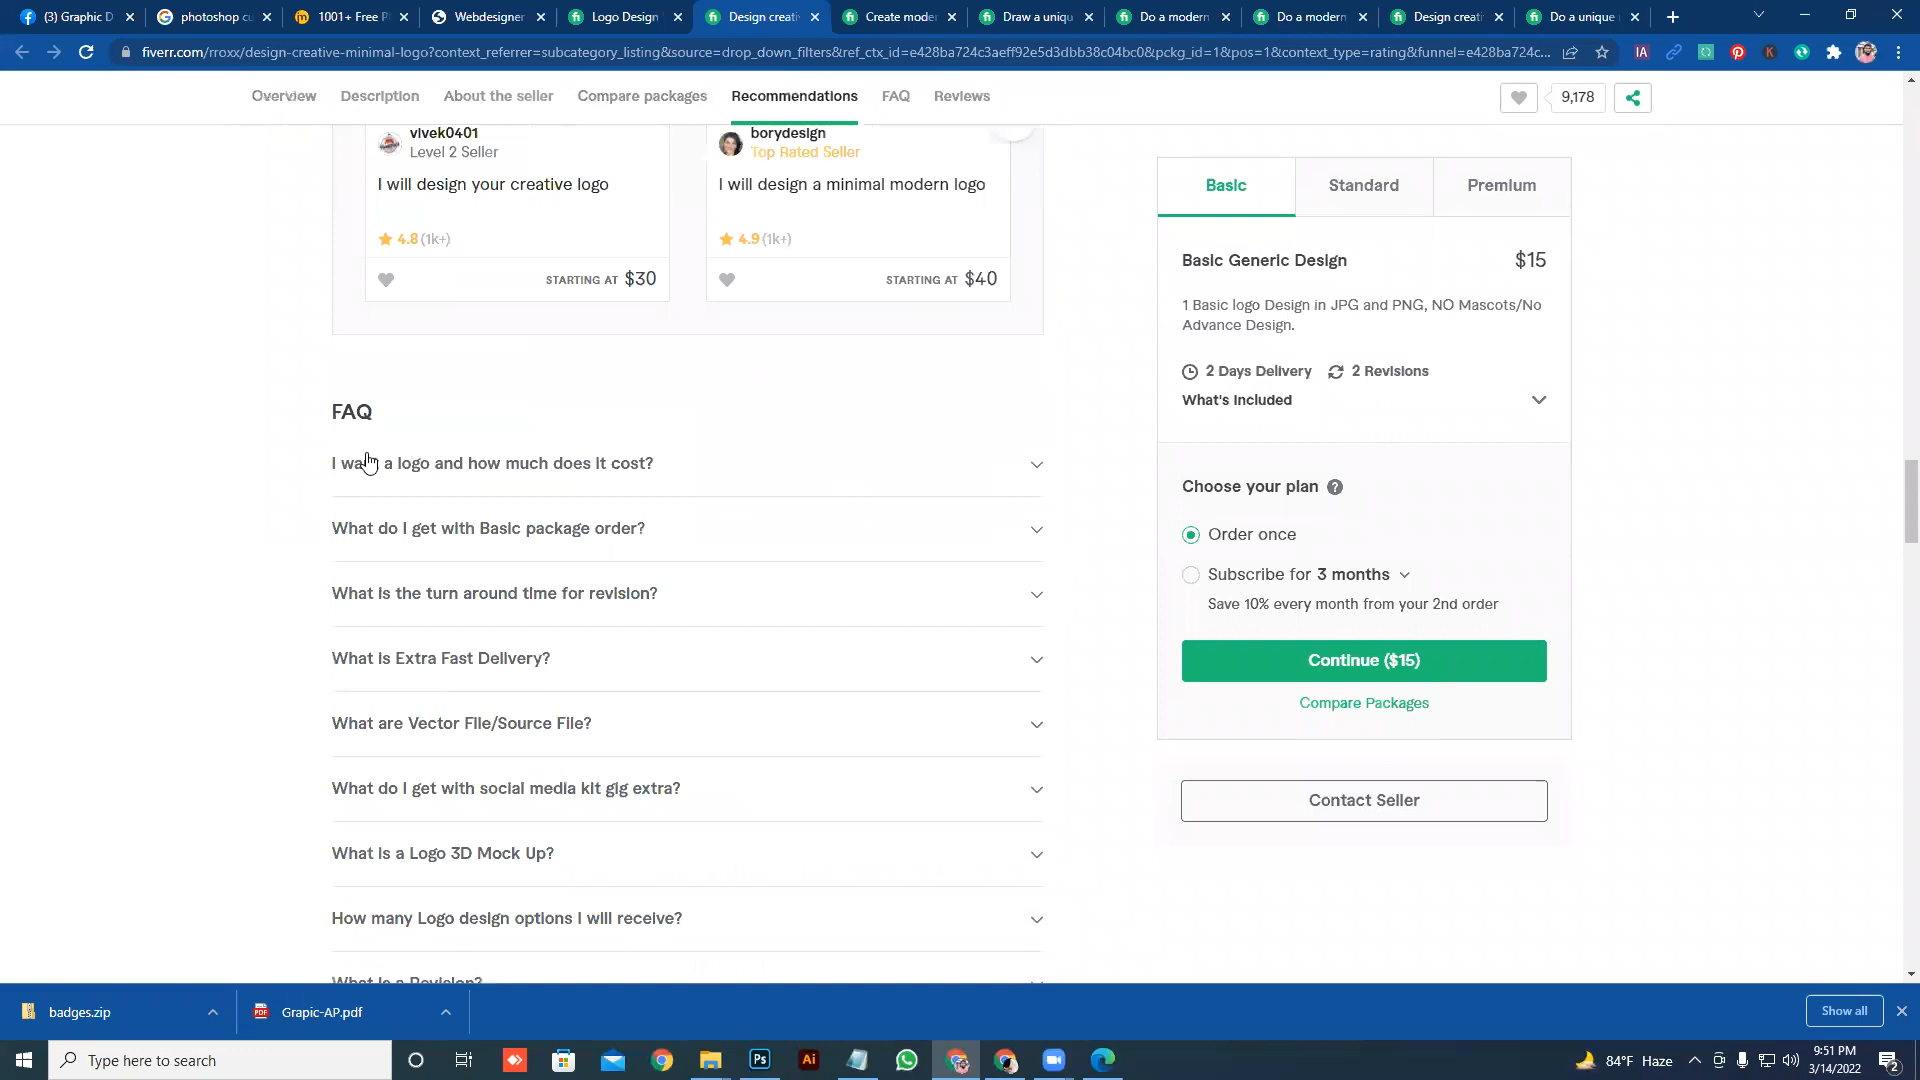 (3) Graphic D
photoshop cu
1001+ Free P
Webdesigner
Logo Design
Design creati
Create mode
Draw a uniqu
Do a modern
Do a modern
Design creat
Do a unique
fiverr.com/rroxx/design-creative-minimal-logo?context_referrer=subcategory_listing&source=drop_down_filters&ref_ctx_id=e428ba724c3aeff92e5d3dbb38c04bc0&pckg_id=1&pos=1&context_type=rating&funnel=e428ba724c...
Overview Description About the seller Compare packages Recommendations FAQ Reviews
9,178
vivek0401
Level 2 Seller
I will design your creative logo
4.8 (1k+)
STARTING AT $30
borydesign
Top Rated Seller
I will design a minimal modern logo
4.9 (1k+)
STARTING AT $40
FAQ
I want a logo and how much does it cost?
What do I get with Basic package order?
What is the turn around time for revision?
What is Extra Fast Delivery?
What are Vector File/Source File?
What do I get with social media kit gig extra?
What is a Logo 3D Mock Up?
How many Logo design options I will receive?
What is a Revision?
Basic Standard Premium
Basic Generic Design $15
1 Basic logo Design in JPG and PNG, NO Mascots/No
Advance Design.
2 Days Delivery 2 Revisions
What's Included
Choose your plan ?
Order once
Subscribe for 3 months
Save 10% every month from your 2nd order
Continue ($15)
Compare Packages
Contact Seller
badges.zip
Grapic-AP.pdf
Show all
Type here to search
84°F Haze
9:51 PM
3/14/2022
2